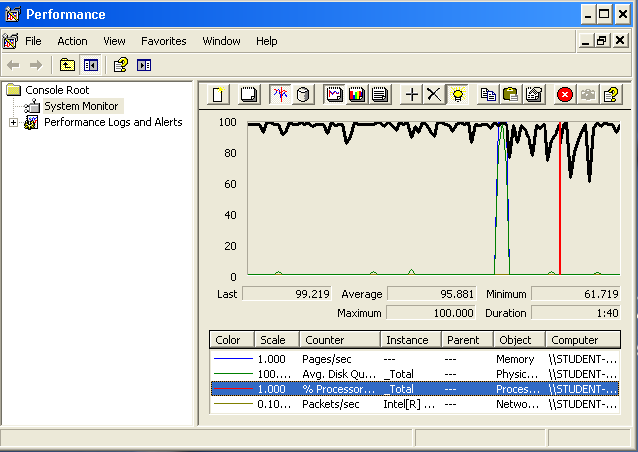 Performance
File Action View Favorites Window Help
Console Root
System Monitor
Performance Logs and Alerts
100
80
60
40
20
0
Last 99.219 Average 95.881 Minimum 61.719
Maximum 100.000 Duration 1:40
Color Scale Counter Instance Parent Object Computer
1.000 Pages/sec --- --- Memory \\STUDENT-...
100.... Avg. Disk Qu... _Total --- Physic... \\STUDENT-...
1.000 % Processor... _Total --- Proces... \\STUDENT-...
0.10... Packets/sec Intel[R] ... --- Netwo... \\STUDENT-...